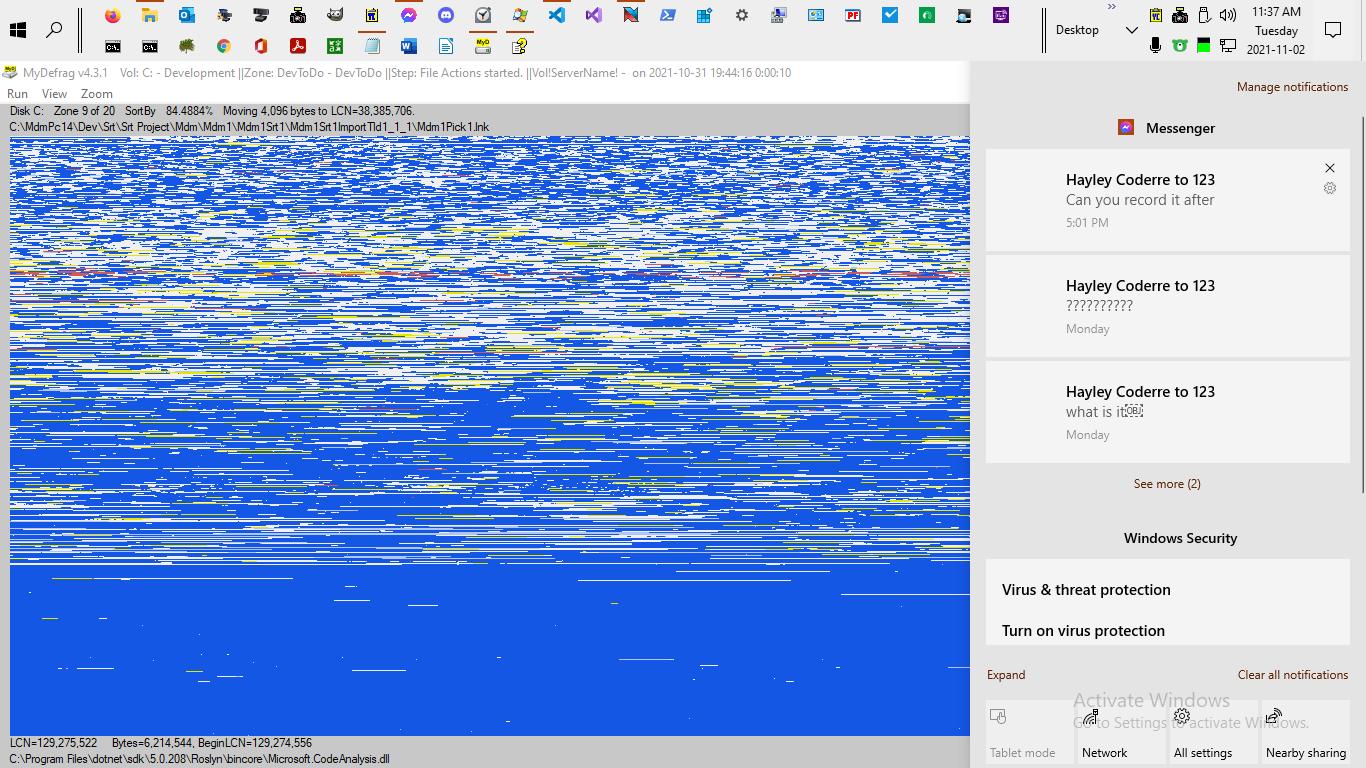 11:37 AM
Desktop
Tuesday
2021-11-02
MyDefrag v4.3.1 Vol: C: - Development ||Zone: DevToDo - DevToDo ||Step: File Actions started. ||Vol!ServerName! - on 2021-10-31 19:44:16 0:00:10
Run View Zoom
Disk C: Zone 9 of 20 SortBy 84.4884% Moving 4,096 bytes to LCN=38,385,706.
C:\MdmPc14\Dev\Srt\Srt Project\Mdm\Mdm1\Mdm1Srt1\Mdm1Srt1ImportTld1_1_1\Mdm1Pick1.lnk
LCN=129,275,522 Bytes=6,214,544, BeginLCN=129,274,556
C:\Program Files\dotnet\sdk\5.0.208\Roslyn\bincore\Microsoft.CodeAnalysis.dll
Manage notifications
Messenger
Hayley Coderre to 123
Can you record it after
5:01 PM
Hayley Coderre to 123
??????????
Monday
Hayley Coderre to 123
what is it
Monday
See more (2)
Windows Security
Virus & threat protection
Turn on virus protection
Expand
Clear all notifications
Activate Windows
Go to Settings to activate Windows.
Tablet mode
Network
All settings
Nearby sharing